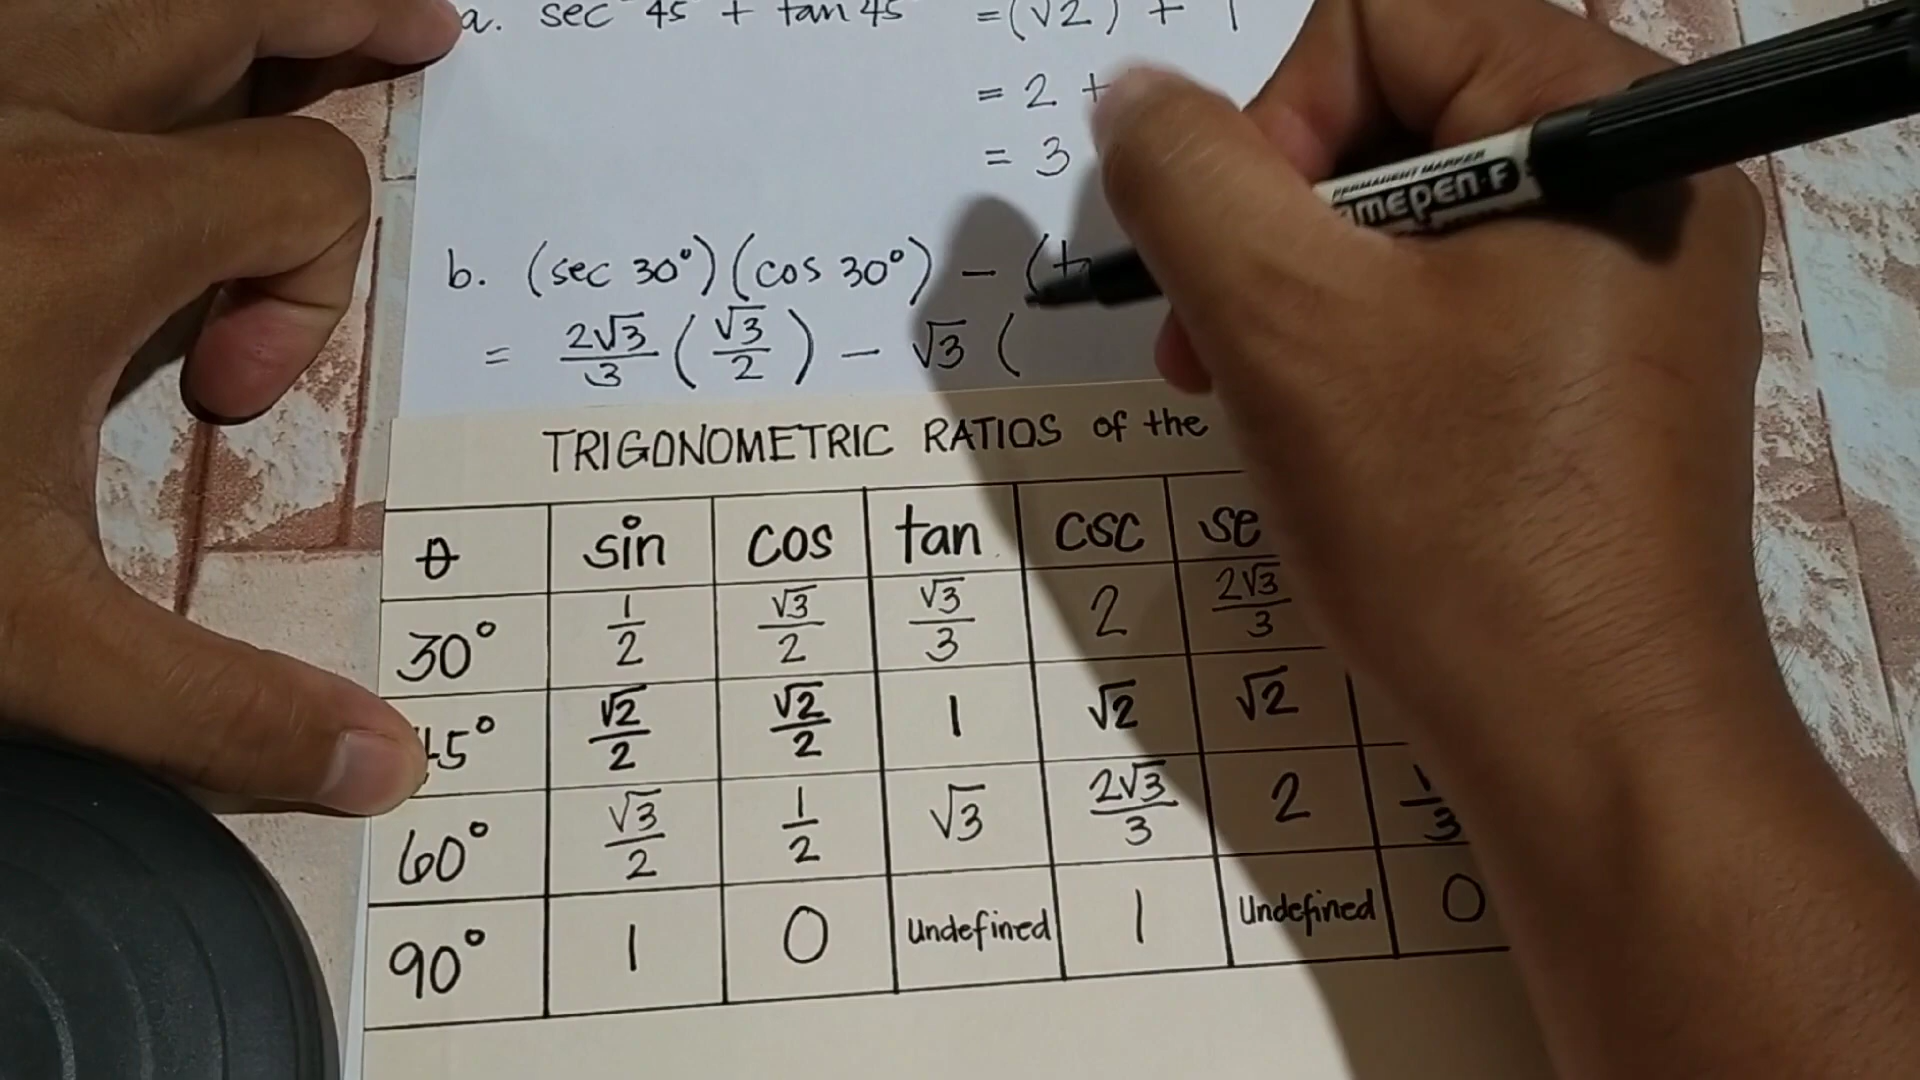 a. sec 45 + tan 45 = (√2) + 1
= 2 +
= 3
PERMANENT MARKER
b. (sec 30°)(cos 30°) - (
= 2√3/3 (√3/2) - √3 (
TRIGONOMETRIC RATIOS of the
θ sin cos tan csc se
30° 1/2 √3/2 √3/3 2 2√3/3
45° √2/2 √2/2 1 √2 √2
60° √3/2 1/2 √3 2√3/3 2
90° 1 0 Undefined 1 Undefined 0